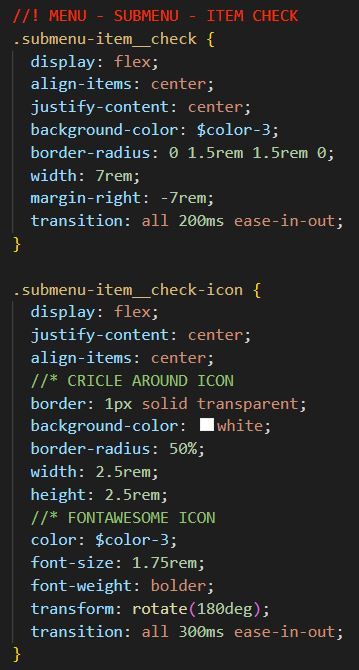 //! MENU - SUBMENU - ITEM CHECK
.submenu-item__check {
display: flex;
align-items: center;
justify-content: center;
background-color: $color-3;
border-radius: 0 1.5rem 1.5rem 0;
width: 7rem;
margin-right: -7rem;
transition: all 200ms ease-in-out;
}
.submenu-item__check-icon {
display: flex;
justify-content: center;
align-items: center;
//* CRICLE AROUND ICON
border: 1px solid transparent;
background-color: white;
border-radius: 50%;
width: 2.5rem;
height: 2.5rem;
//* FONTAWESOME ICON
color: $color-3;
font-size: 1.75rem;
font-weight: bolder;
transform: rotate(180deg);
transition: all 300ms ease-in-out;
}